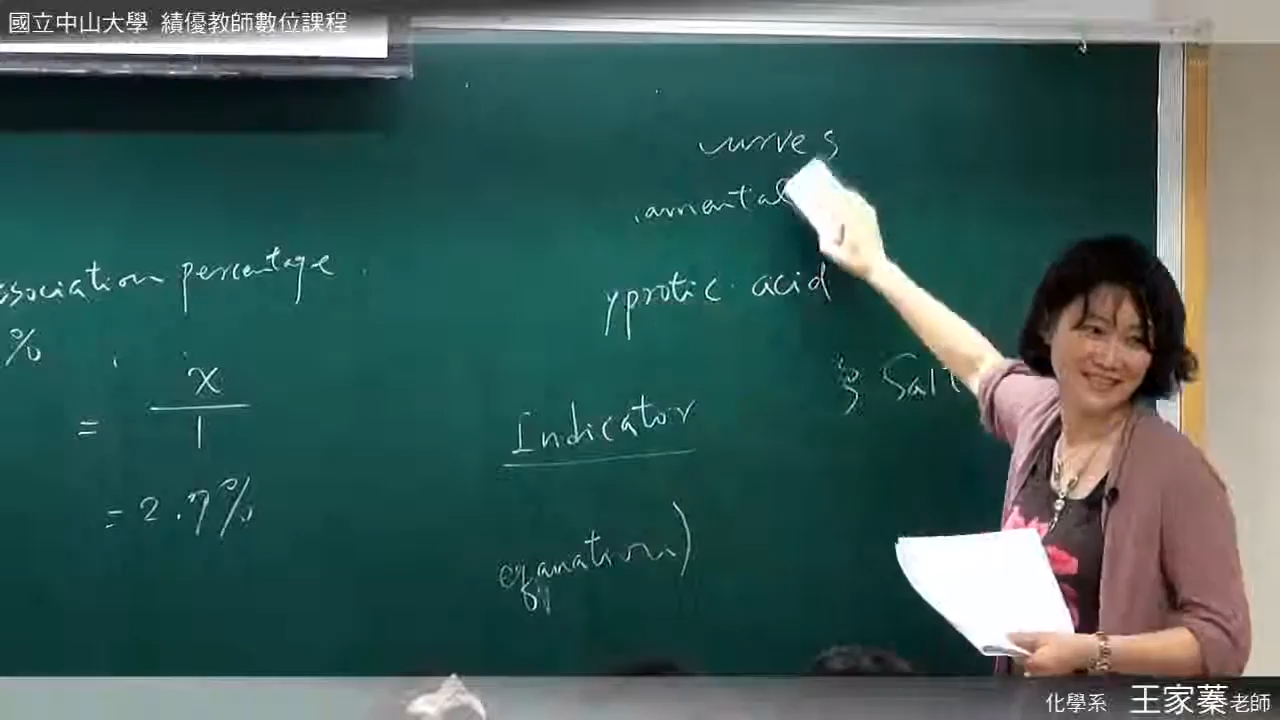 國立中山大學 績優教師數位課程
ssociation percentage.
%
= x
1
= 2.7%
curves
amental
yprotic acid
& Salt
Indicator
equation)
化學系 王家蓁老師